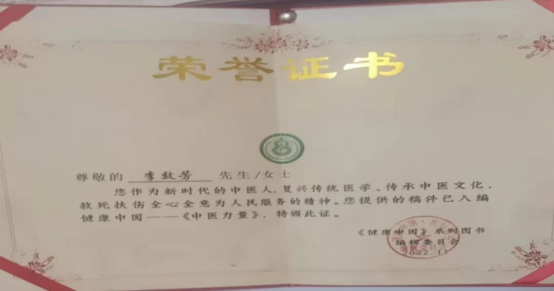 荣誉证书
尊敬的 李敖芳 先生/女士
您作为新时代的中医人,复兴传统医学、传承中医文化,
救死扶伤全心全意为人民服务的精神。您提供的稿件已入编
健康中国——《中医力量》,特颁此证。
《健康中国》系列图书
编辑委员会
2022